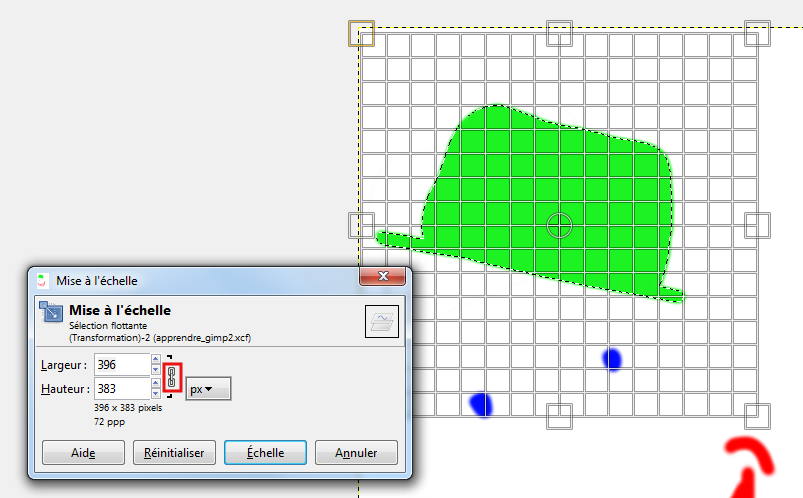 Mise à l'échelle
Mise à l'échelle
Sélection flottante
(Transformation)-2 (apprendre_gimp2.xcf)
Largeur : 396
Hauteur : 383 px
396 x 383 pixels
72 ppp
Aide Réinitialiser Échelle Annuler